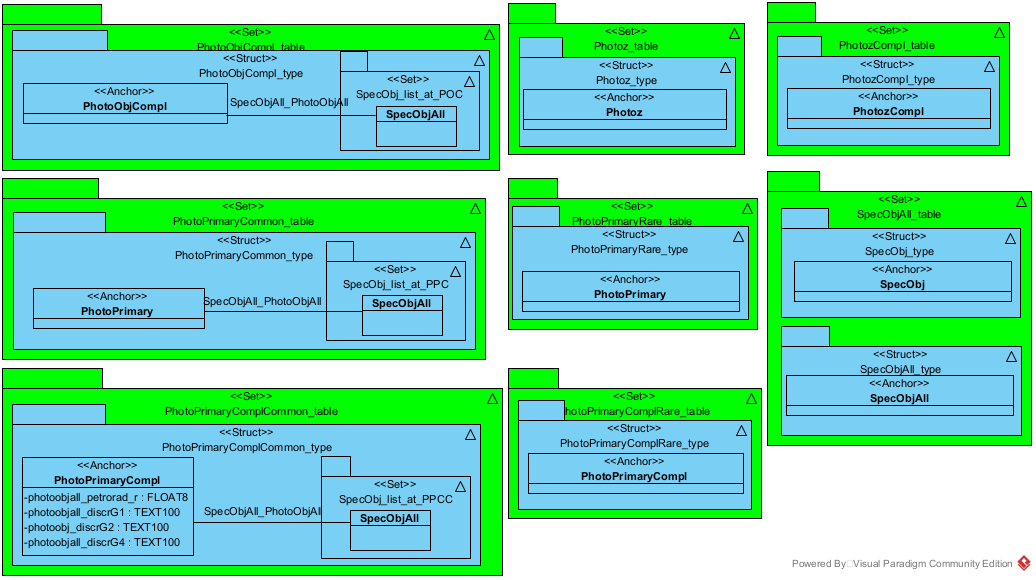 <<Set>>
PhotoObjCompl_table
<<Struct>>
PhotoObjCompl_type
<<Set>>
SpecObj_list_at_POC
<<Anchor>>
PhotoObjCompl
SpecObjAll_PhotoObjAll
SpecObjAll
<<Set>>
Photoz_table
<<Struct>>
Photoz_type
<<Anchor>>
Photoz
<<Set>>
PhotozCompl_table
<<Struct>>
PhotozCompl_type
<<Anchor>>
PhotozCompl
<<Set>>
PhotoPrimaryCommon_table
<<Struct>>
PhotoPrimaryCommon_type
<<Set>>
SpecObj_list_at_PPC
<<Anchor>>
PhotoPrimary
SpecObjAll_PhotoObjAll
SpecObjAll
<<Set>>
PhotoPrimaryRare_table
<<Struct>>
PhotoPrimaryRare_type
<<Anchor>>
PhotoPrimary
<<Set>>
SpecObjAll_table
<<Struct>>
SpecObj_type
<<Anchor>>
SpecObj
<<Struct>>
SpecObjAll_type
<<Anchor>>
SpecObjAll
<<Set>>
PhotoPrimaryComplCommon_table
<<Struct>>
PhotoPrimaryComplCommon_type
<<Anchor>>
PhotoPrimaryCompl
-photoobjall_petrorad_r : FLOAT8
-photoobjall_discrG1 : TEXT100
-photoobj_discrG2 : TEXT100
-photoobjall_discrG4 : TEXT100
SpecObjAll_PhotoObjAll
<<Set>>
SpecObj_list_at_PPCC
SpecObjAll
<<Set>>
hotoPrimaryComplRare_table
<<Struct>>
PhotoPrimaryComplRare_type
<<Anchor>>
PhotoPrimaryCompl
Powered By Visual Paradigm Community Edition